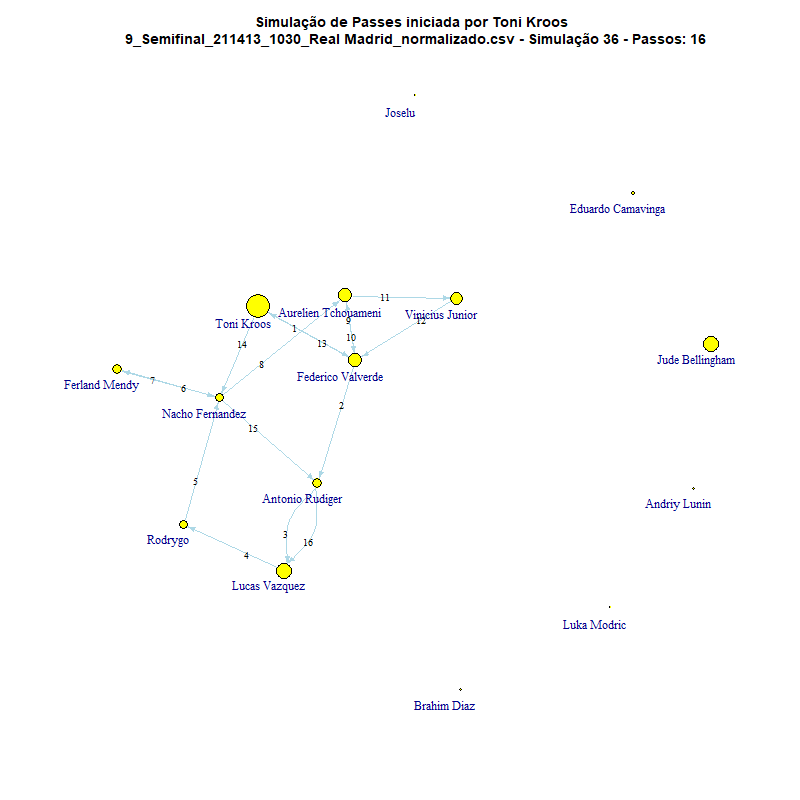 Simulação de Passes iniciada por Toni Kroos
9_Semifinal_211413_1030_Real Madrid_normalizado.csv - Simulação 36 - Passos: 16
Joselu
Eduardo Camavinga
11
Aurelien Tchouameni
Vinicius Junior
Toni Kroos
9
12
1
10
13
14
Jude Bellingham
8
Federico Valverde
Ferland Mendy
7
6
2
Nacho Fernandez
15
5
Antonio Rudiger
Andriy Lunin
3
16
Rodrygo
4
Lucas Vazquez
Luka Modric
Brahim Diaz